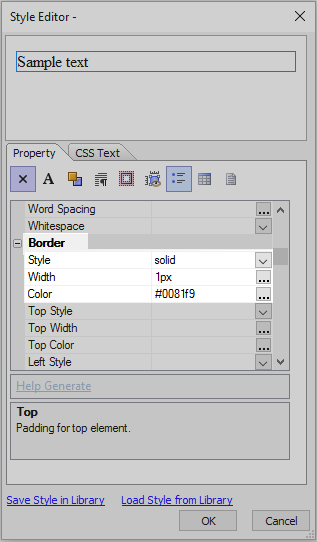 Style Editor -
Sample text
Property CSS Text
A
Word Spacing
Whitespace
Border
Style solid
Width 1px
Color #0081f9
Top Style
Top Width
Top Color
Left Style
Help Generate
Top
Padding for top element.
Save Style in Library Load Style from Library
OK Cancel